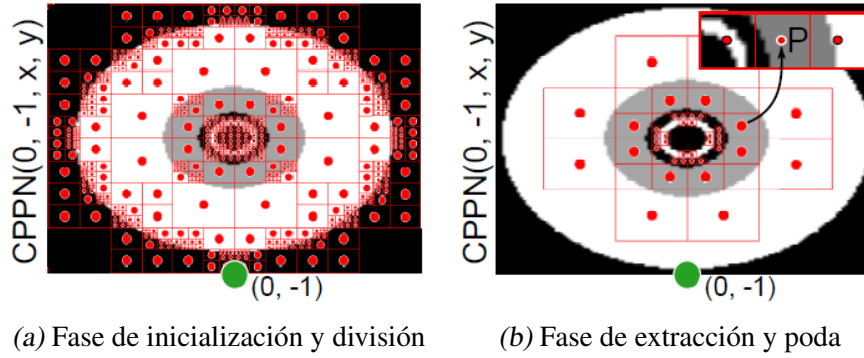 CPPN(0, -1, x, y)
(0, -1)
(a) Fase de inicialización y división
CPPN(0, -1, x, y)
P
(0, -1)
(b) Fase de extracción y poda